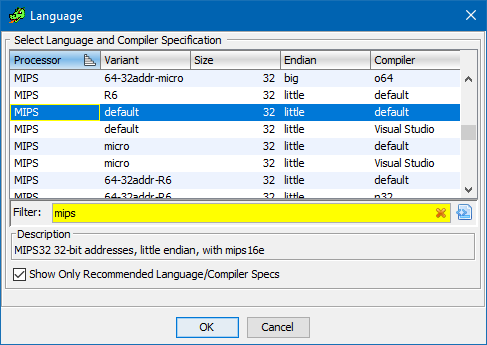 Language
Select Language and Compiler Specification
Processor Variant Size Endian Compiler
MIPS 64-32addr-micro 32 big o64
MIPS R6 32 little default
MIPS default 32 little default
MIPS default 32 little Visual Studio
MIPS micro 32 little default
MIPS micro 32 little Visual Studio
MIPS 64-32addr-R6 32 little default
MIPS 64-32addr-R6 32 little n32
Filter: mips
Description
MIPS32 32-bit addresses, little endian, with mips16e
Show Only Recommended Language/Compiler Specs
OK Cancel